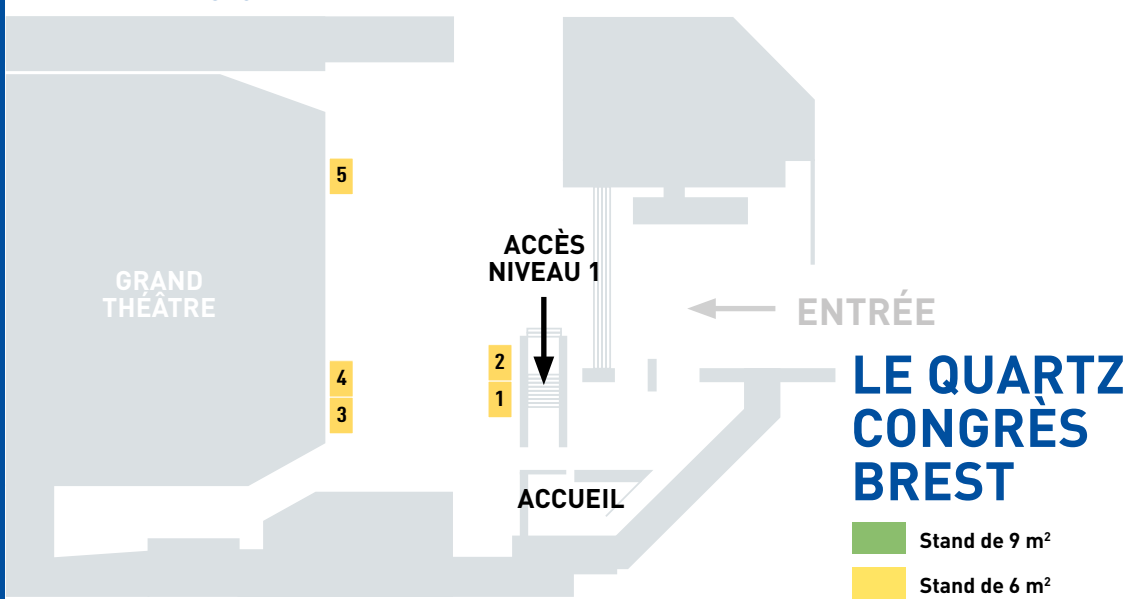 5
ACCÈS
NIVEAU 1
GRAND
THÉÂTRE
ENTRÉE
2
1
4
3
LE QUARTZ
CONGRÈS
BREST
ACCUEIL
Stand de 9 m²
Stand de 6 m²